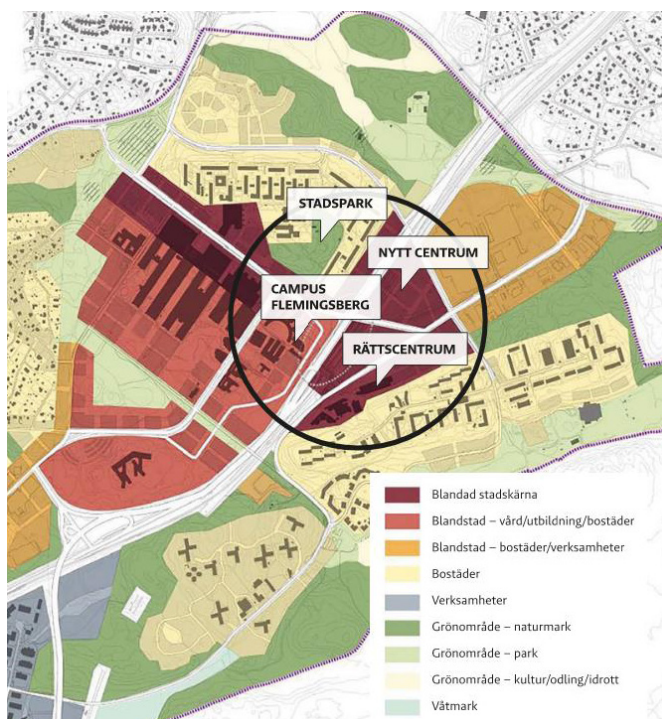 STADSPARK
NYTT CENTRUM
CAMPUS
FLEMINGSBERG
RÄTTSCENTRUM
Blandad stadskärna
Blandstad – vård/utbildning/bostäder
Blandstad – bostäder/verksamheter
Bostäder
Verksamheter
Grönområde – naturmark
Grönområde – park
Grönområde – kultur/odling/idrott
Våtmark